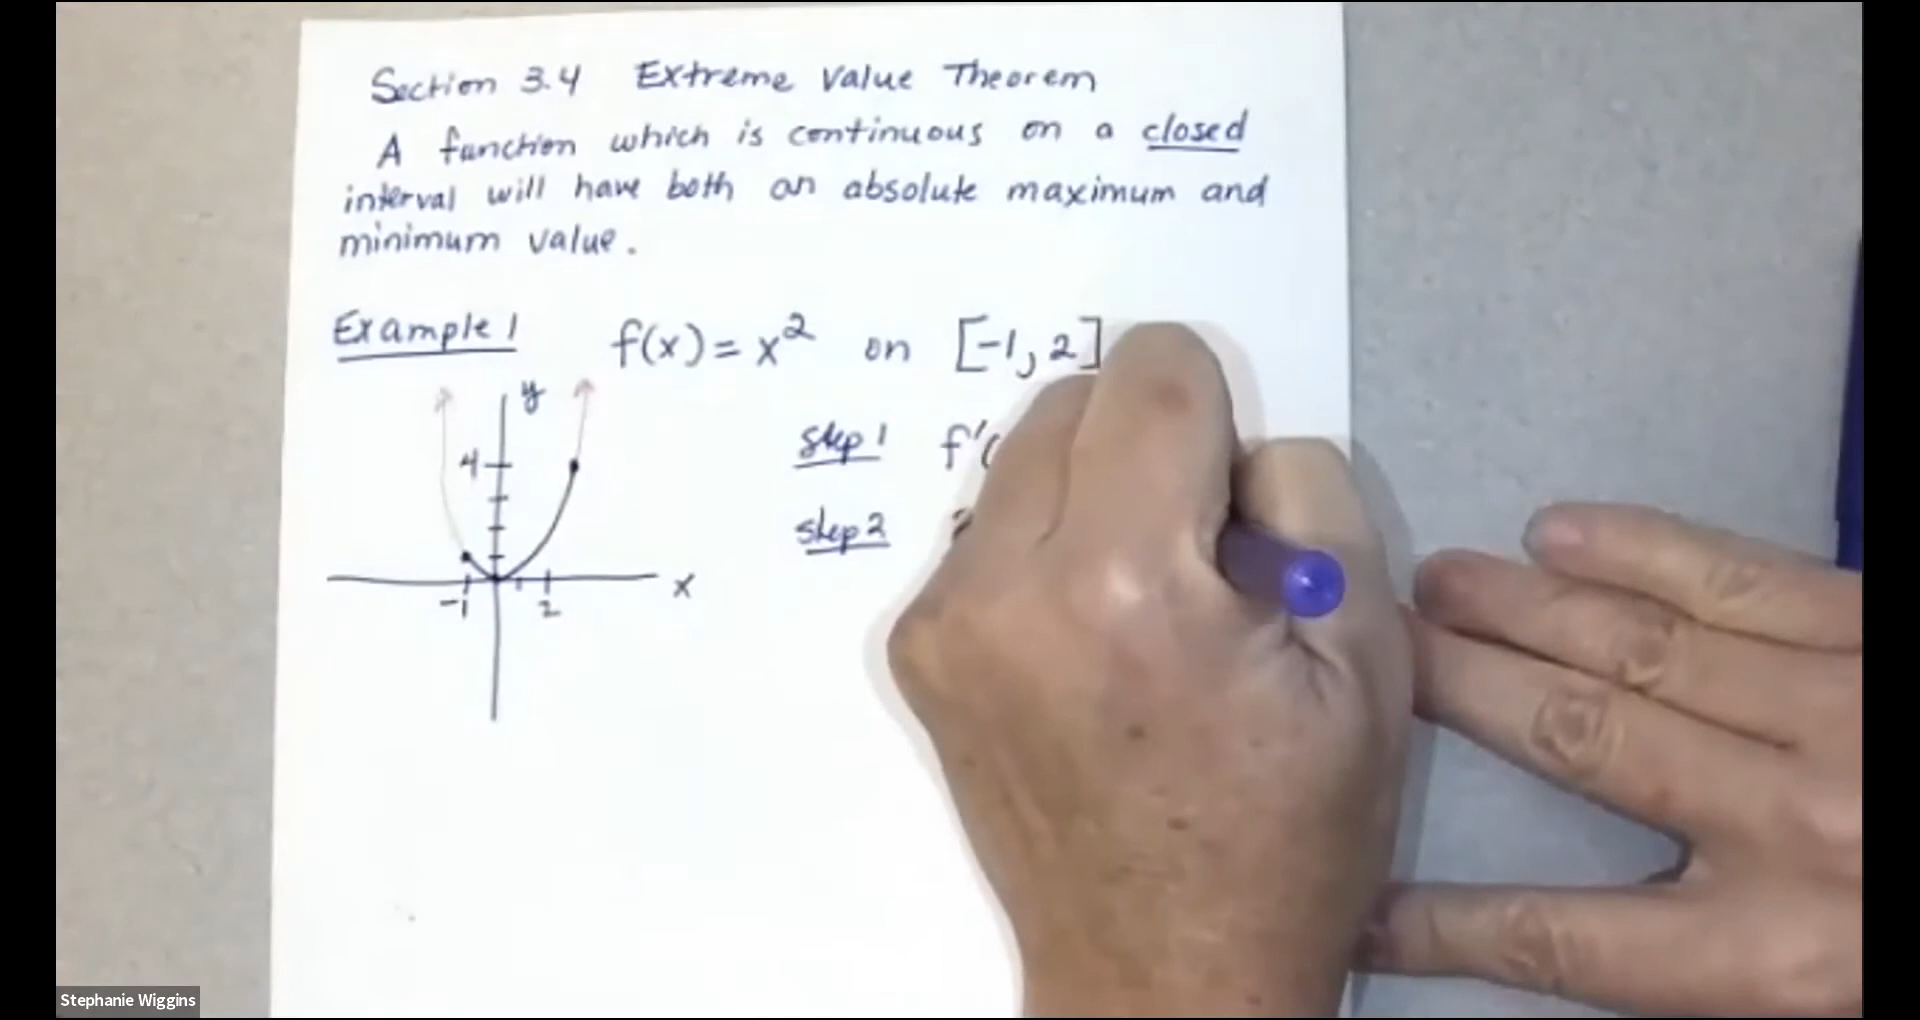 Section 3.4 Extreme Value Theorem
A function which is continuous on a closed
interval will have both an absolute maximum and
minimum value.
Example 1 f(x) = x² on [-1, 2]
y
4
step 1 f'(
step 2
-1 2 x
Stephanie Wiggins